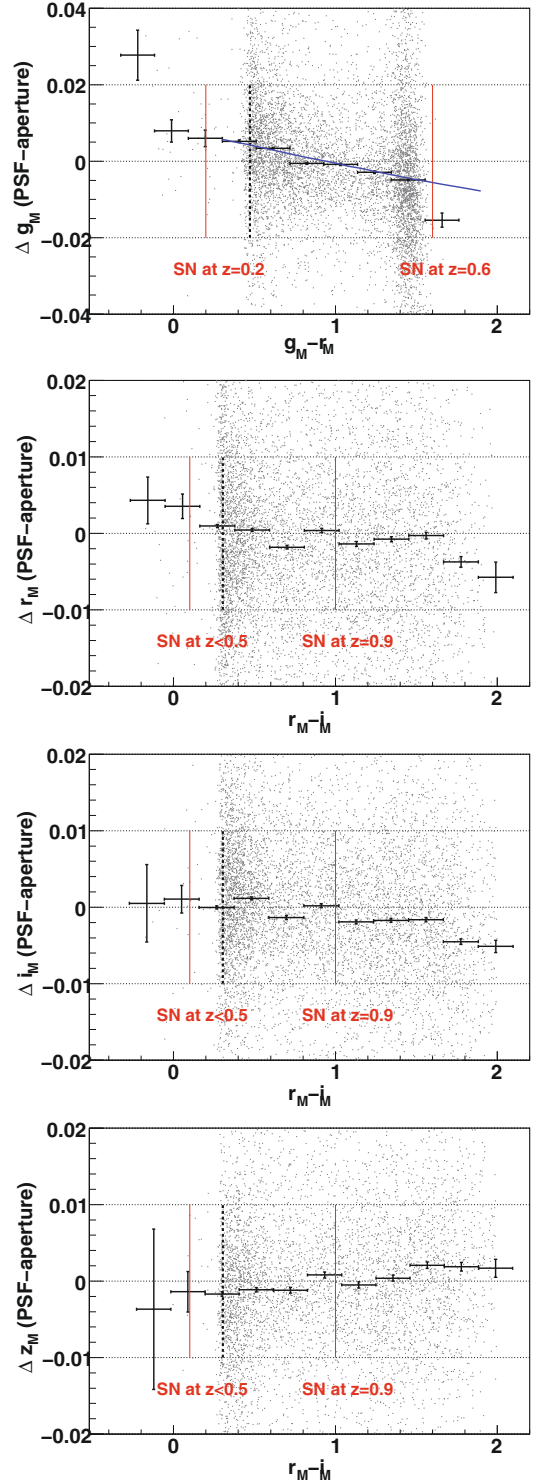 0.04
0.02
0
−0.02
−0.04
Δ g_M (PSF−aperture)
SN at z=0.2
SN at z=0.6
0 1 2
g_M−r_M
0.02
0.01
0
−0.01
−0.02
Δ r_M (PSF−aperture)
SN at z<0.5
SN at z=0.9
0 1 2
r_M−i_M
0.02
0.01
0
−0.01
−0.02
Δ i_M (PSF−aperture)
SN at z<0.5
SN at z=0.9
0 1 2
r_M−i_M
0.02
0.01
0
−0.01
−0.02
Δ z_M (PSF−aperture)
SN at z<0.5
SN at z=0.9
0 1 2
r_M−i_M